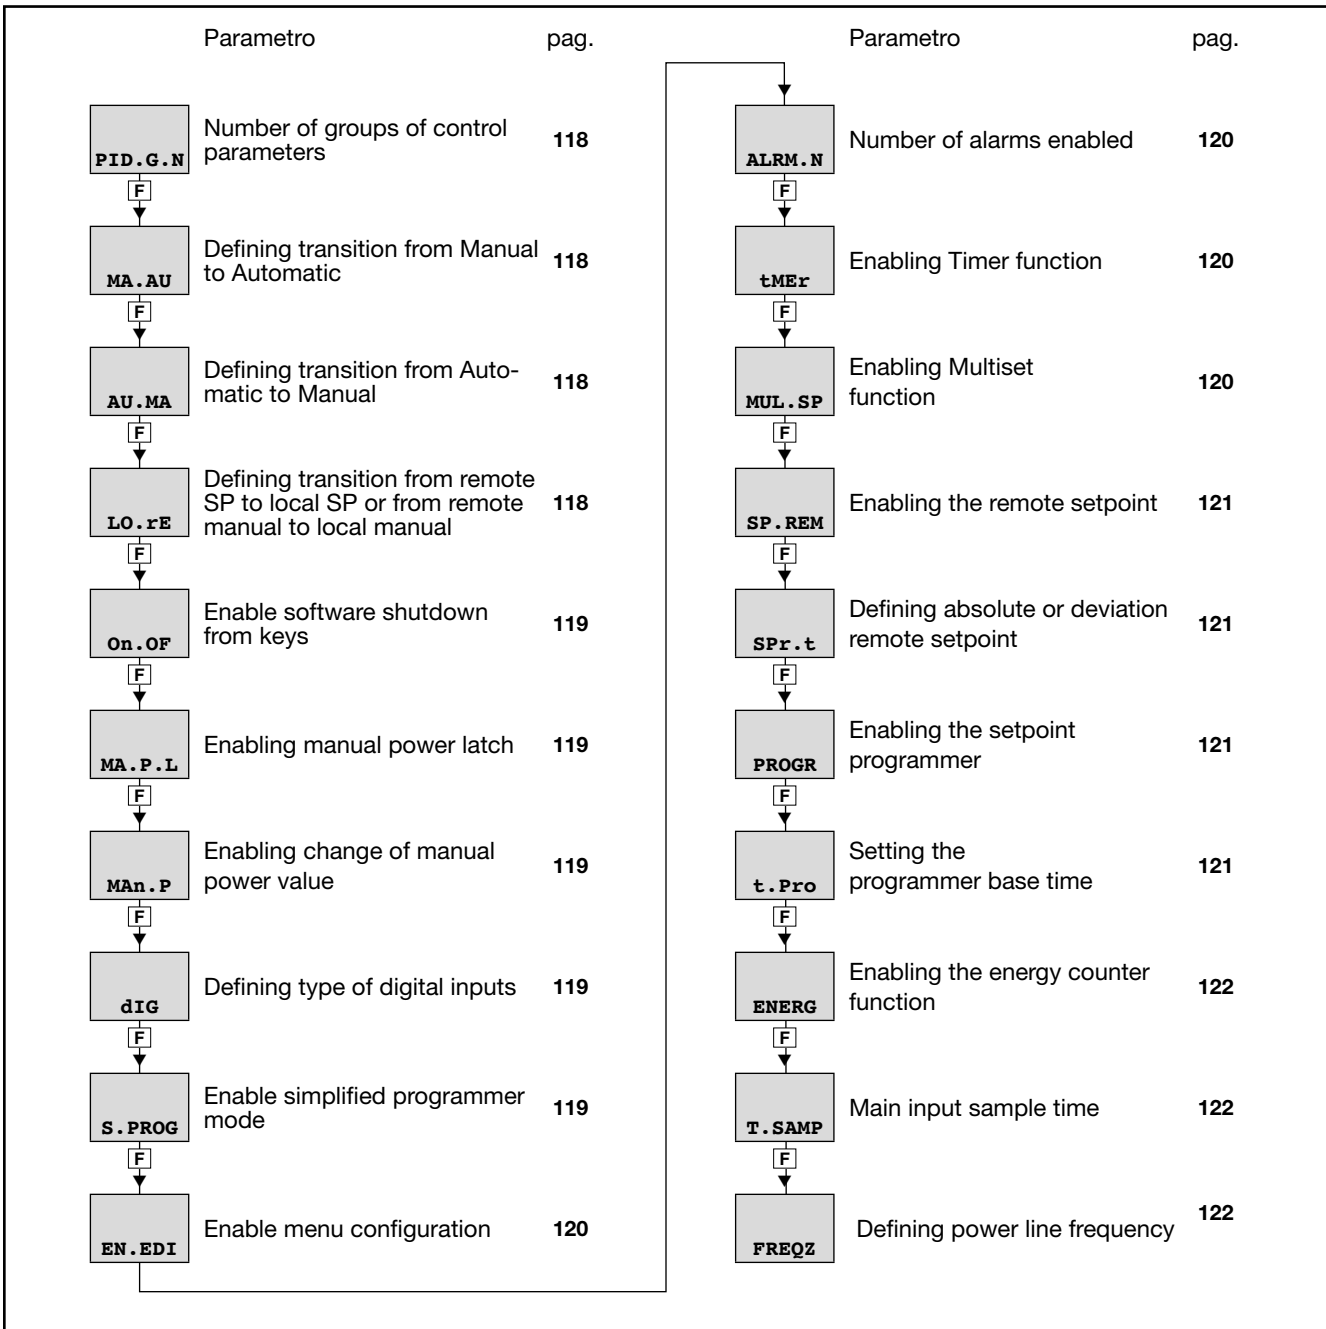 Parametro pag.
PID.G.N
Number of groups of control
parameters
118
F
MA.AU
Defining transition from Manual
to Automatic
118
F
AU.MA
Defining transition from Auto-
matic to Manual
118
F
LO.rE
Defining transition from remote
SP to local SP or from remote
manual to local manual
118
F
On.OF
Enable software shutdown
from keys
119
F
MA.P.L
Enabling manual power latch
119
F
MAn.P
Enabling change of manual
power value
119
F
dIG
Defining type of digital inputs
119
F
S.PROG
Enable simplified programmer
mode
119
F
EN.EDI
Enable menu configuration
120
Parametro pag.
ALRM.N
Number of alarms enabled
120
F
tMEr
Enabling Timer function
120
F
MUL.SP
Enabling Multiset
function
120
F
SP.REM
Enabling the remote setpoint
121
F
SPr.t
Defining absolute or deviation
remote setpoint
121
F
PROGR
Enabling the setpoint
programmer
121
F
t.Pro
Setting the
programmer base time
121
F
ENERG
Enabling the energy counter
function
122
F
T.SAMP
Main input sample time
122
F
FREQZ
Defining power line frequency
122